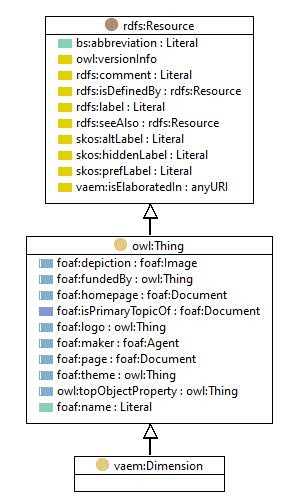 rdfs:Resource
bs:abbreviation : Literal
owl:versionInfo
rdfs:comment : Literal
rdfs:isDefinedBy : rdfs:Resource
rdfs:label : Literal
rdfs:seeAlso : rdfs:Resource
skos:altLabel : Literal
skos:hiddenLabel : Literal
skos:prefLabel : Literal
vaem:isElaboratedIn : anyURI
owl:Thing
foaf:depiction : foaf:Image
foaf:fundedBy : owl:Thing
foaf:homepage : foaf:Document
foaf:isPrimaryTopicOf : foaf:Document
foaf:logo : owl:Thing
foaf:maker : foaf:Agent
foaf:page : foaf:Document
foaf:theme : owl:Thing
owl:topObjectProperty : owl:Thing
foaf:name : Literal
vaem:Dimension